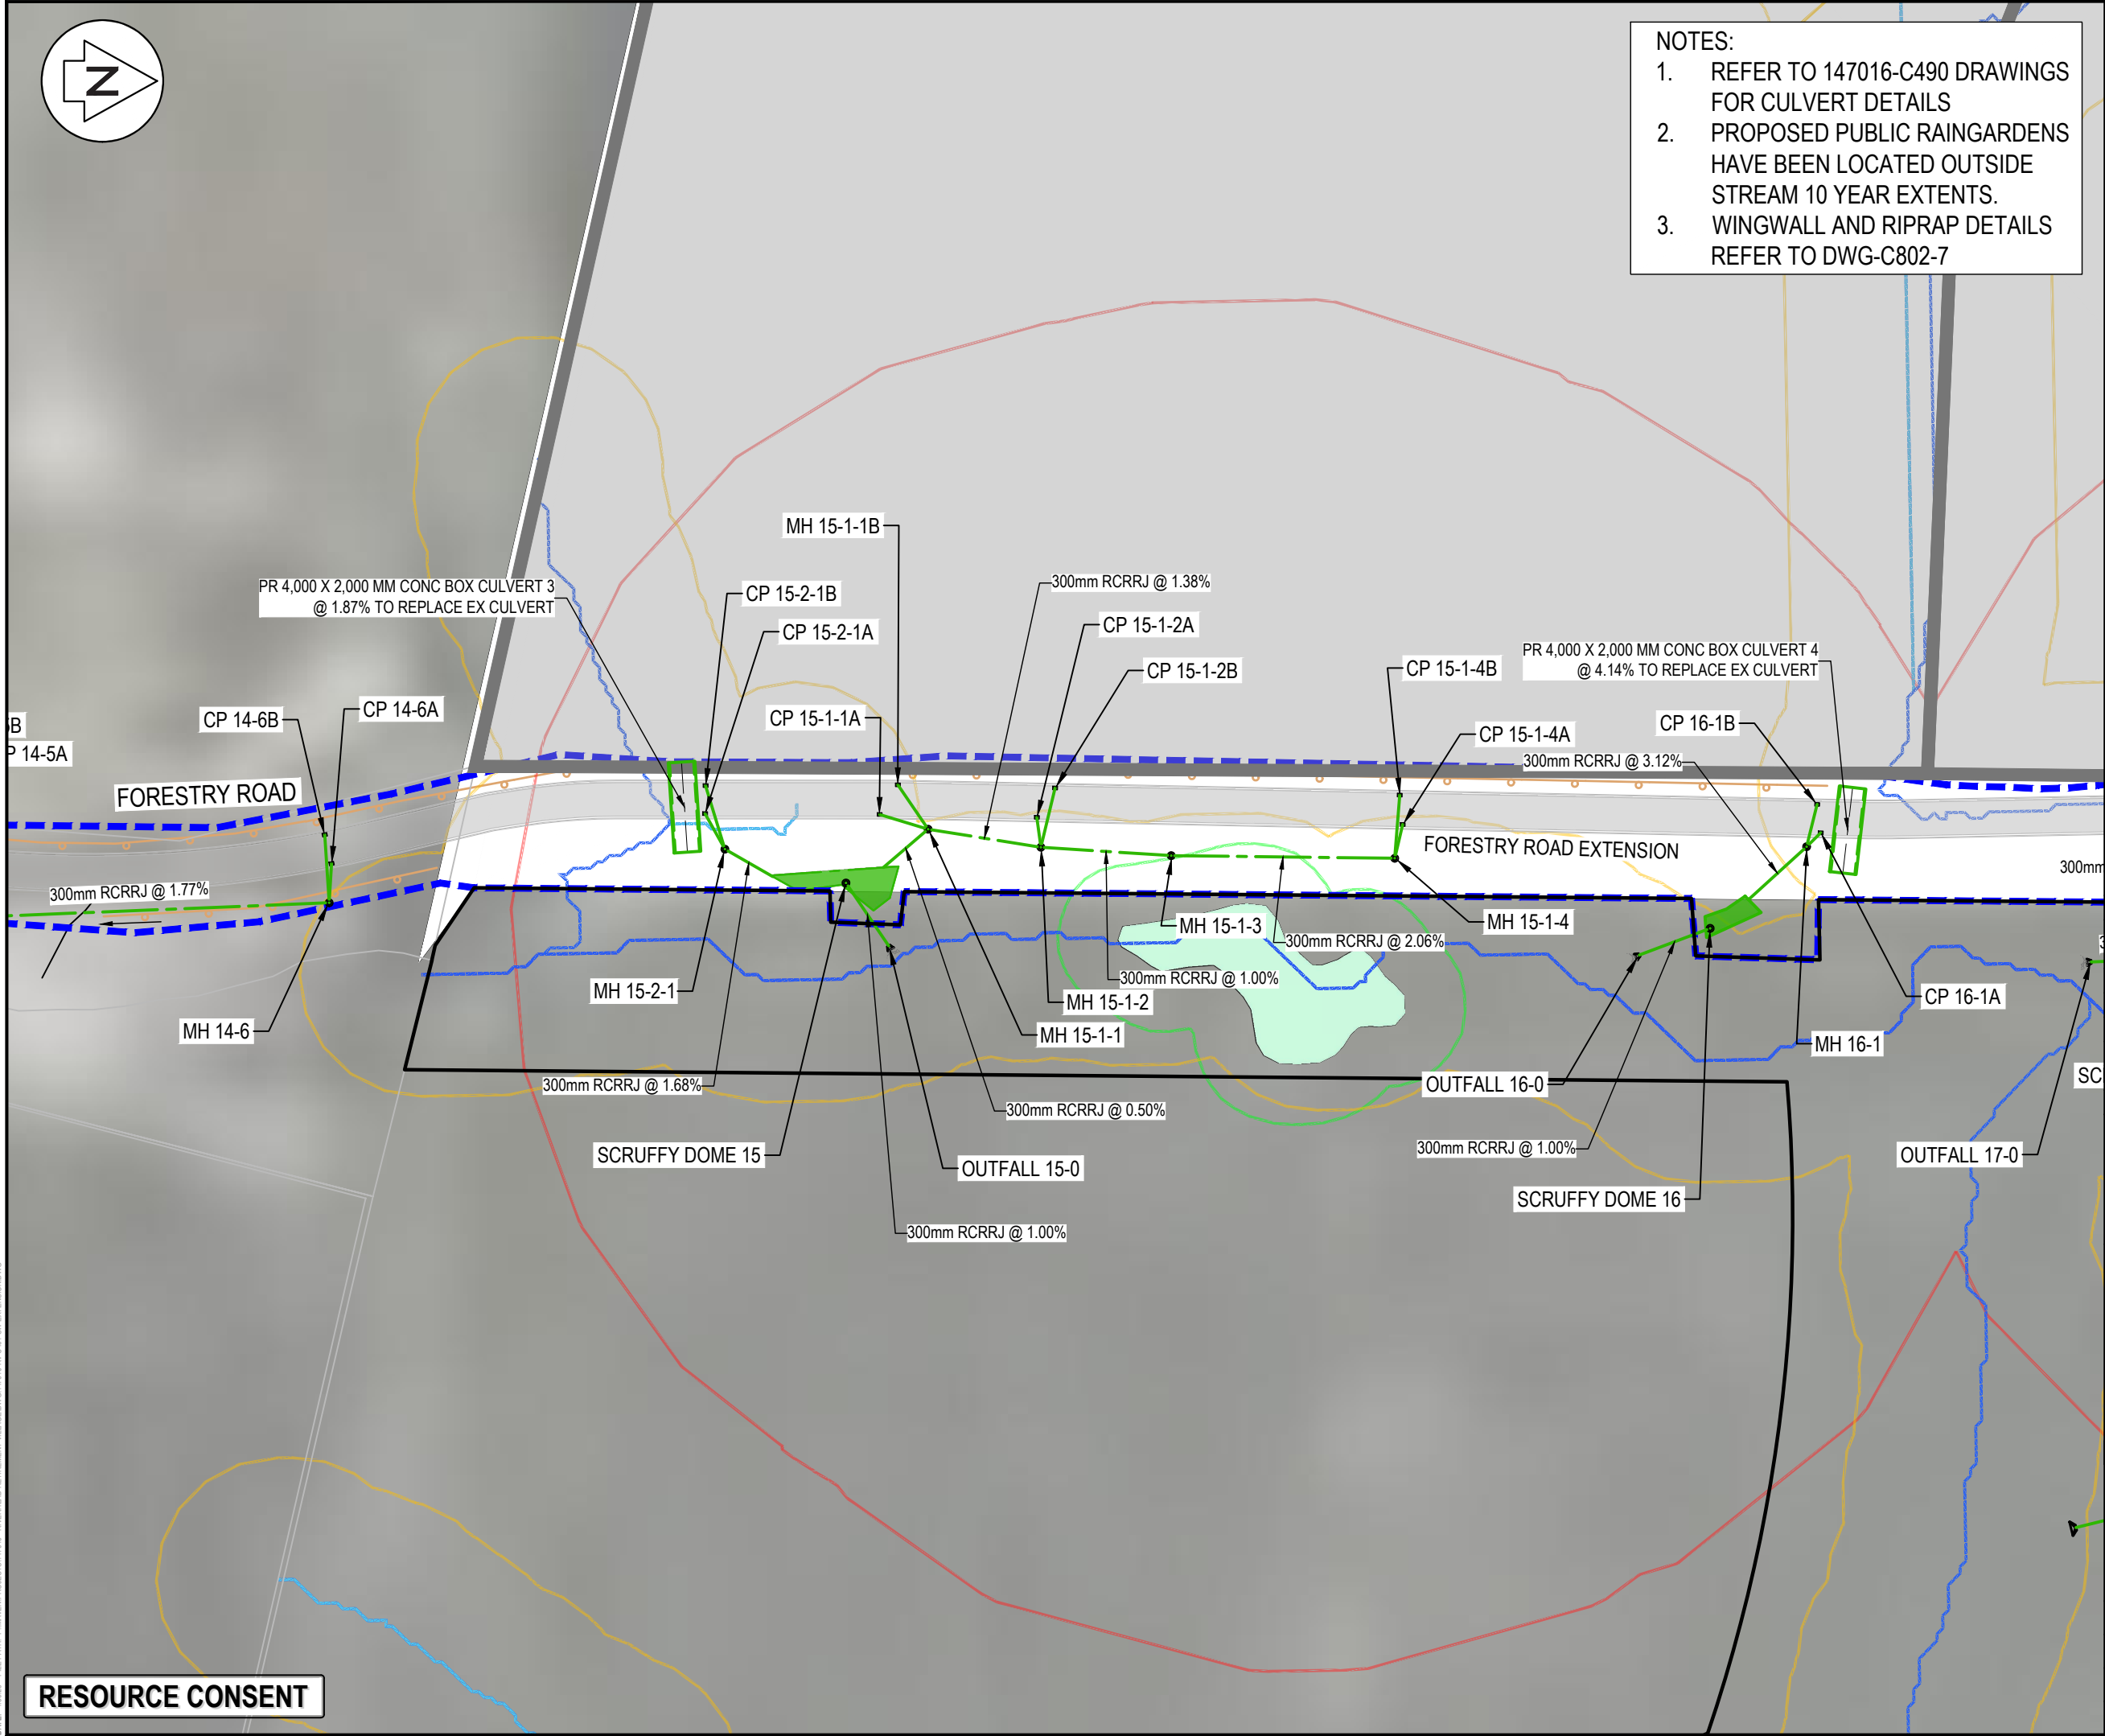 N
NOTES:
1. REFER TO 147016-C490 DRAWINGS
FOR CULVERT DETAILS
2. PROPOSED PUBLIC RAINGARDENS
HAVE BEEN LOCATED OUTSIDE
STREAM 10 YEAR EXTENTS.
3. WINGWALL AND RIPRAP DETAILS
REFER TO DWG-C802-7
MH 15-1-1B
PR 4,000 X 2,000 MM CONC BOX CULVERT 3
@ 1.87% TO REPLACE EX CULVERT
CP 15-2-1B
CP 15-2-1A
300mm RCRRJ @ 1.38%
CP 15-1-2A
CP 15-1-2B
CP 15-1-4B
PR 4,000 X 2,000 MM CONC BOX CULVERT 4
@ 4.14% TO REPLACE EX CULVERT
5B
P 14-5A
CP 14-6B
CP 14-6A
CP 15-1-1A
CP 15-1-4A
CP 16-1B
300mm RCRRJ @ 3.12%
FORESTRY ROAD
FORESTRY ROAD EXTENSION
300mm
300mm RCRRJ @ 1.77%
MH 15-1-3
MH 15-1-4
300mm RCRRJ @ 2.06%
300mm RCRRJ @ 1.00%
MH 15-2-1
MH 15-1-2
CP 16-1A
MH 14-6
MH 15-1-1
MH 16-1
300mm RCRRJ @ 1.68%
OUTFALL 16-0
SC
300mm RCRRJ @ 0.50%
SCRUFFY DOME 15
OUTFALL 15-0
300mm RCRRJ @ 1.00%
OUTFALL 17-0
SCRUFFY DOME 16
300mm RCRRJ @ 1.00%
RESOURCE CONSENT